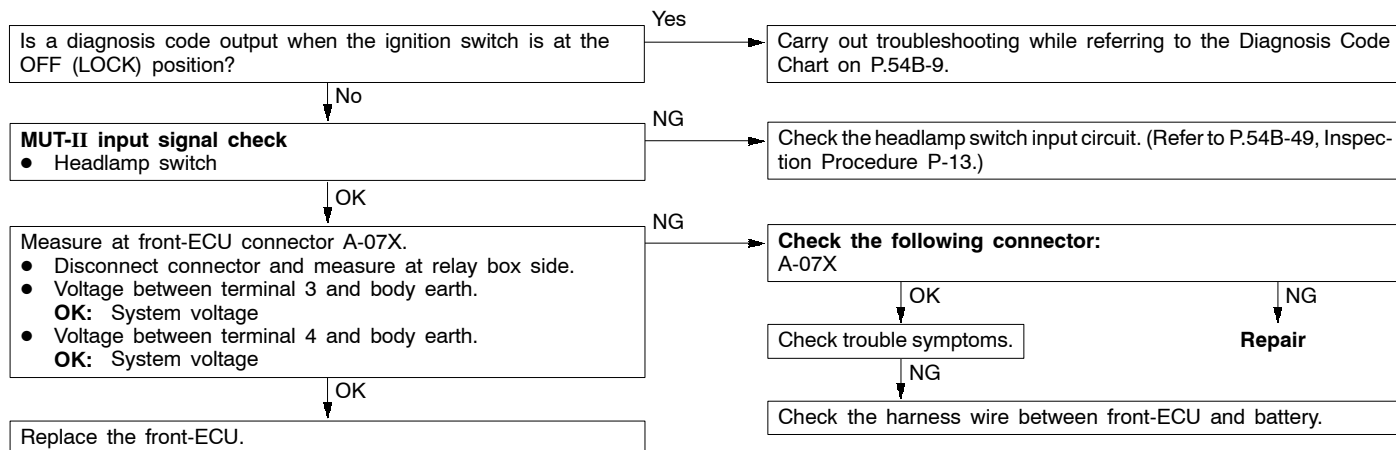 Is a diagnosis code output when the ignition switch is at the
OFF (LOCK) position?
Yes
Carry out troubleshooting while referring to the Diagnosis Code
Chart on P.54B-9.
No
MUT-II input signal check
● Headlamp switch
NG
Check the headlamp switch input circuit. (Refer to P.54B-49, Inspec-
tion Procedure P-13.)
OK
Measure at front-ECU connector A-07X.
● Disconnect connector and measure at relay box side.
● Voltage between terminal 3 and body earth.
OK: System voltage
● Voltage between terminal 4 and body earth.
OK: System voltage
NG
Check the following connector:
A-07X
OK
NG
Check trouble symptoms.
Repair
NG
Check the harness wire between front-ECU and battery.
OK
Replace the front-ECU.